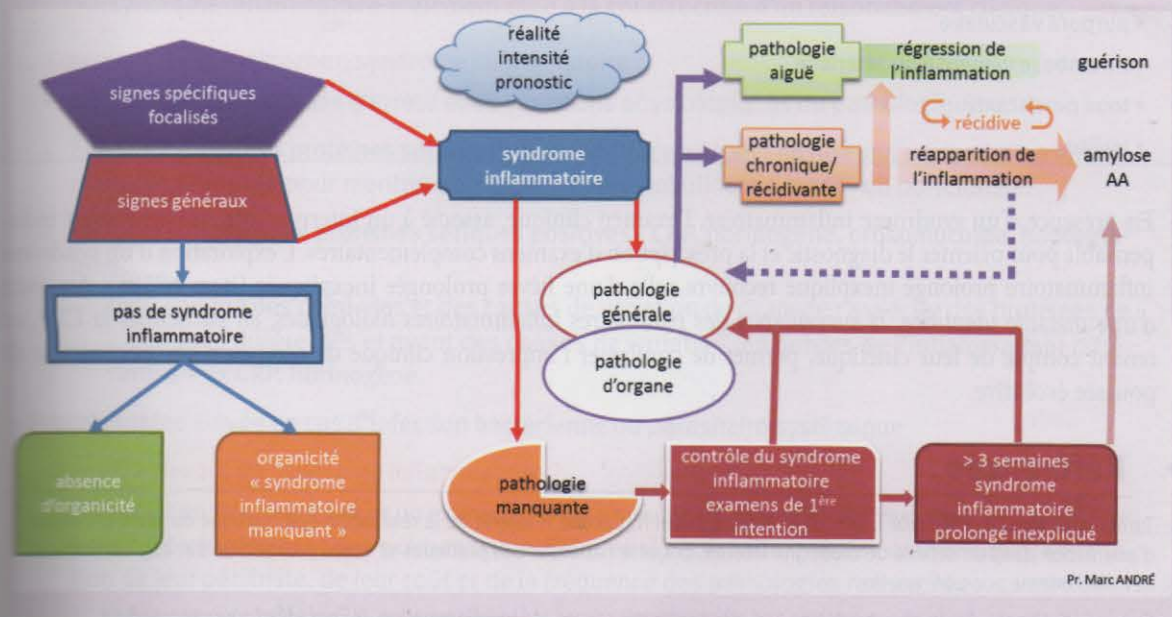 réalité
intensité
pronostic
signes spécifiques
focalisés
signes généraux
syndrome
inflammatoire
pathologie
aiguë
régression de
l'inflammation
guérison
récidive
pathologie
chronique/
récidivante
réapparition de
l'inflammation
amylose
AA
pas de syndrome
inflammatoire
pathologie
générale
pathologie
d'organe
absence
d'organicité
organicité
« syndrome
inflammatoire
manquant »
pathologie
manquante
contrôle du syndrome
inflammatoire
examens de 1ère
intention
> 3 semaines
syndrome
inflammatoire
prolongé inexpliqué
Pr. Marc ANDRÉ